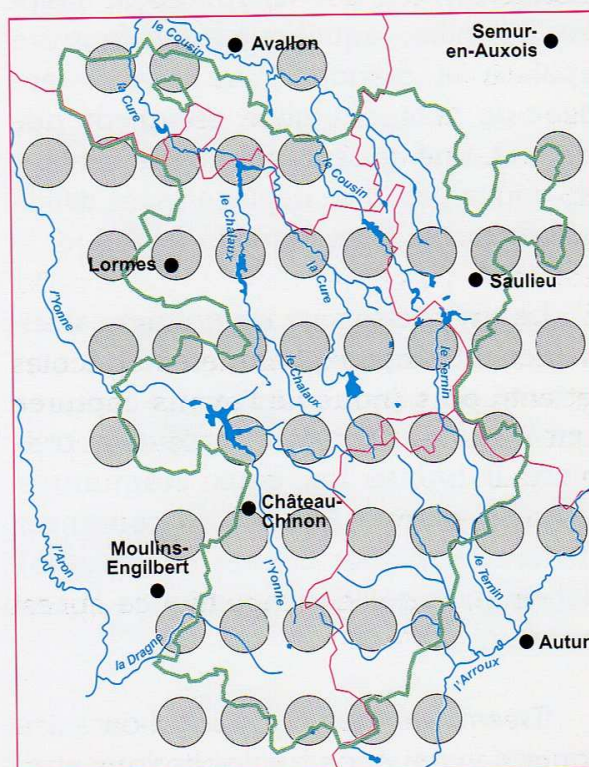 le Cousin
Avallon
Semur-
en-Auxois
la Cure
le Cousin
le Chalaux
Lormes
la Cure
Saulieu
l'Yonne
le Chalaux
le Ternin
Château-
Chinon
Moulins-
Engilbert
l'Aron
l'Yonne
le Ternin
la Dragne
Autun
l'Arroux